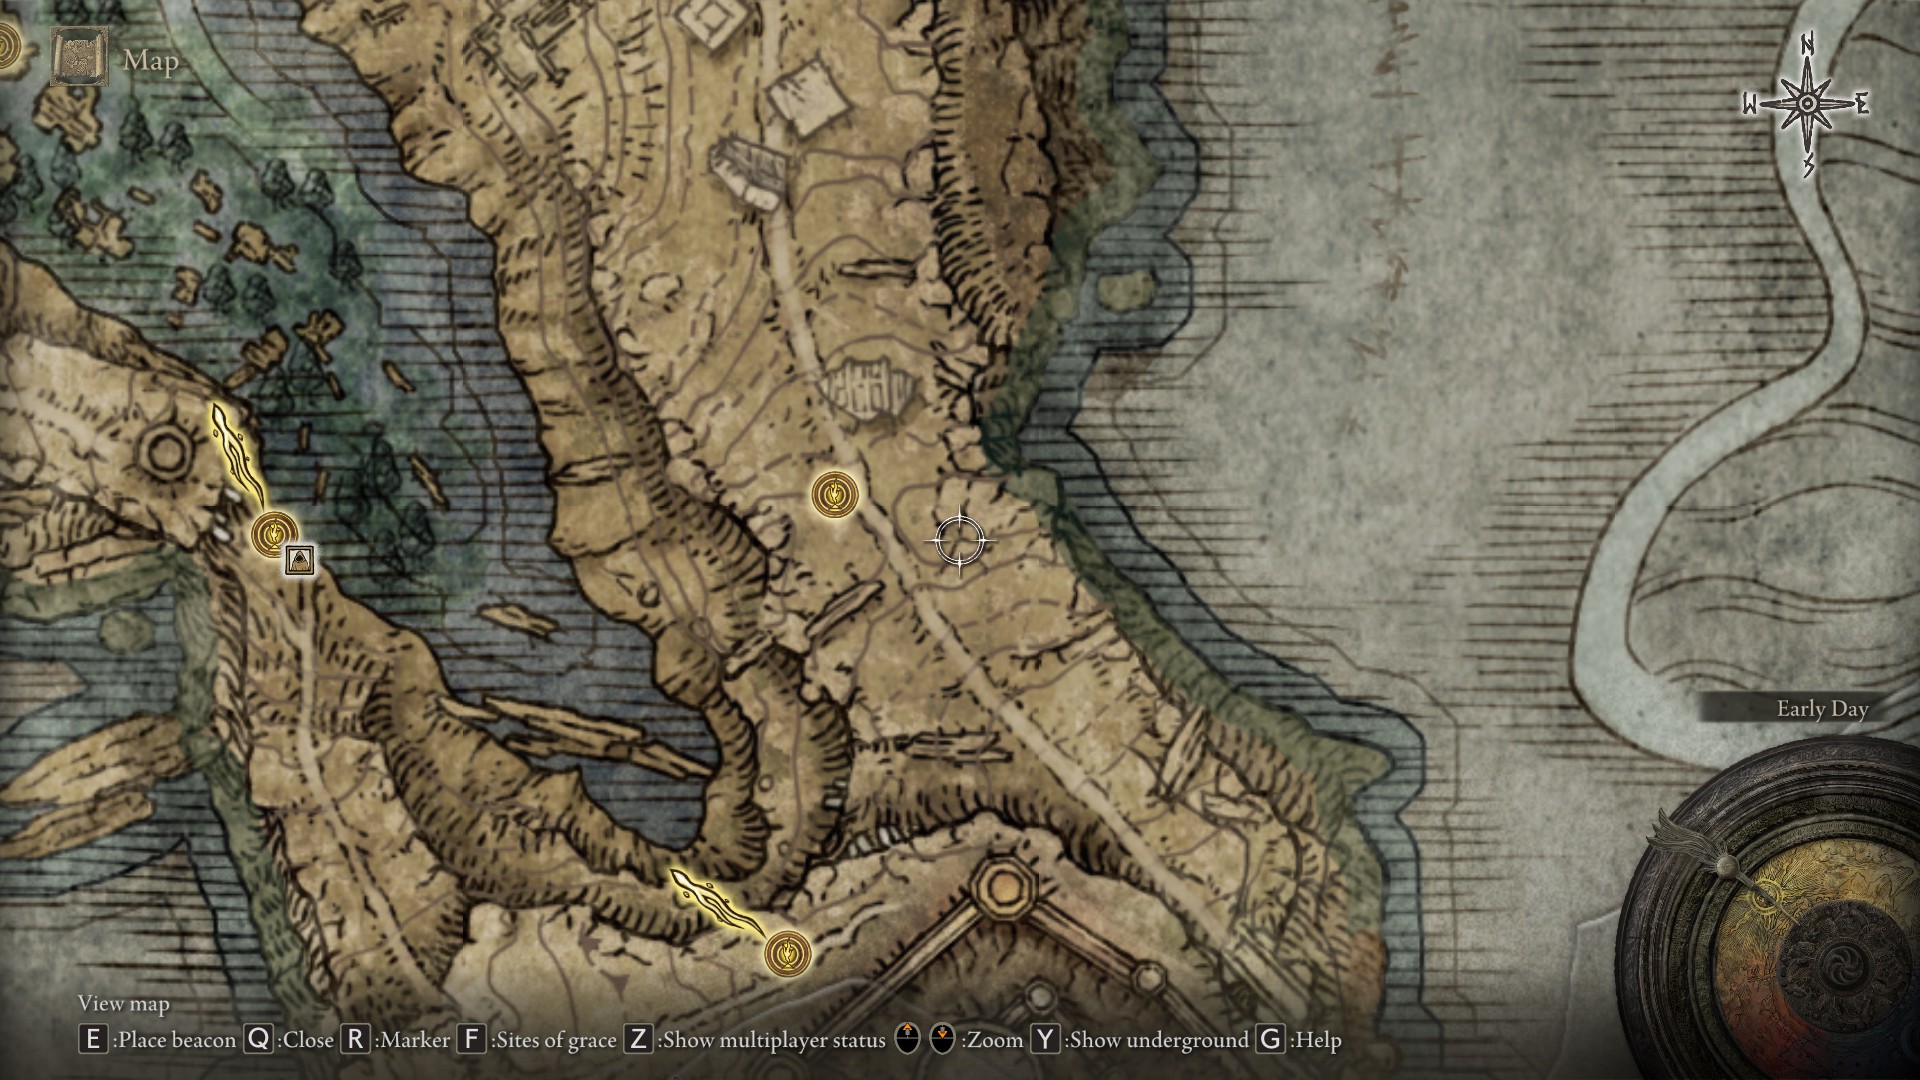 Map
N
W E
S
Early Day
View map
E :Place beacon Q :Close R :Marker F :Sites of grace Z :Show multiplayer status :Zoom Y :Show underground G :Help